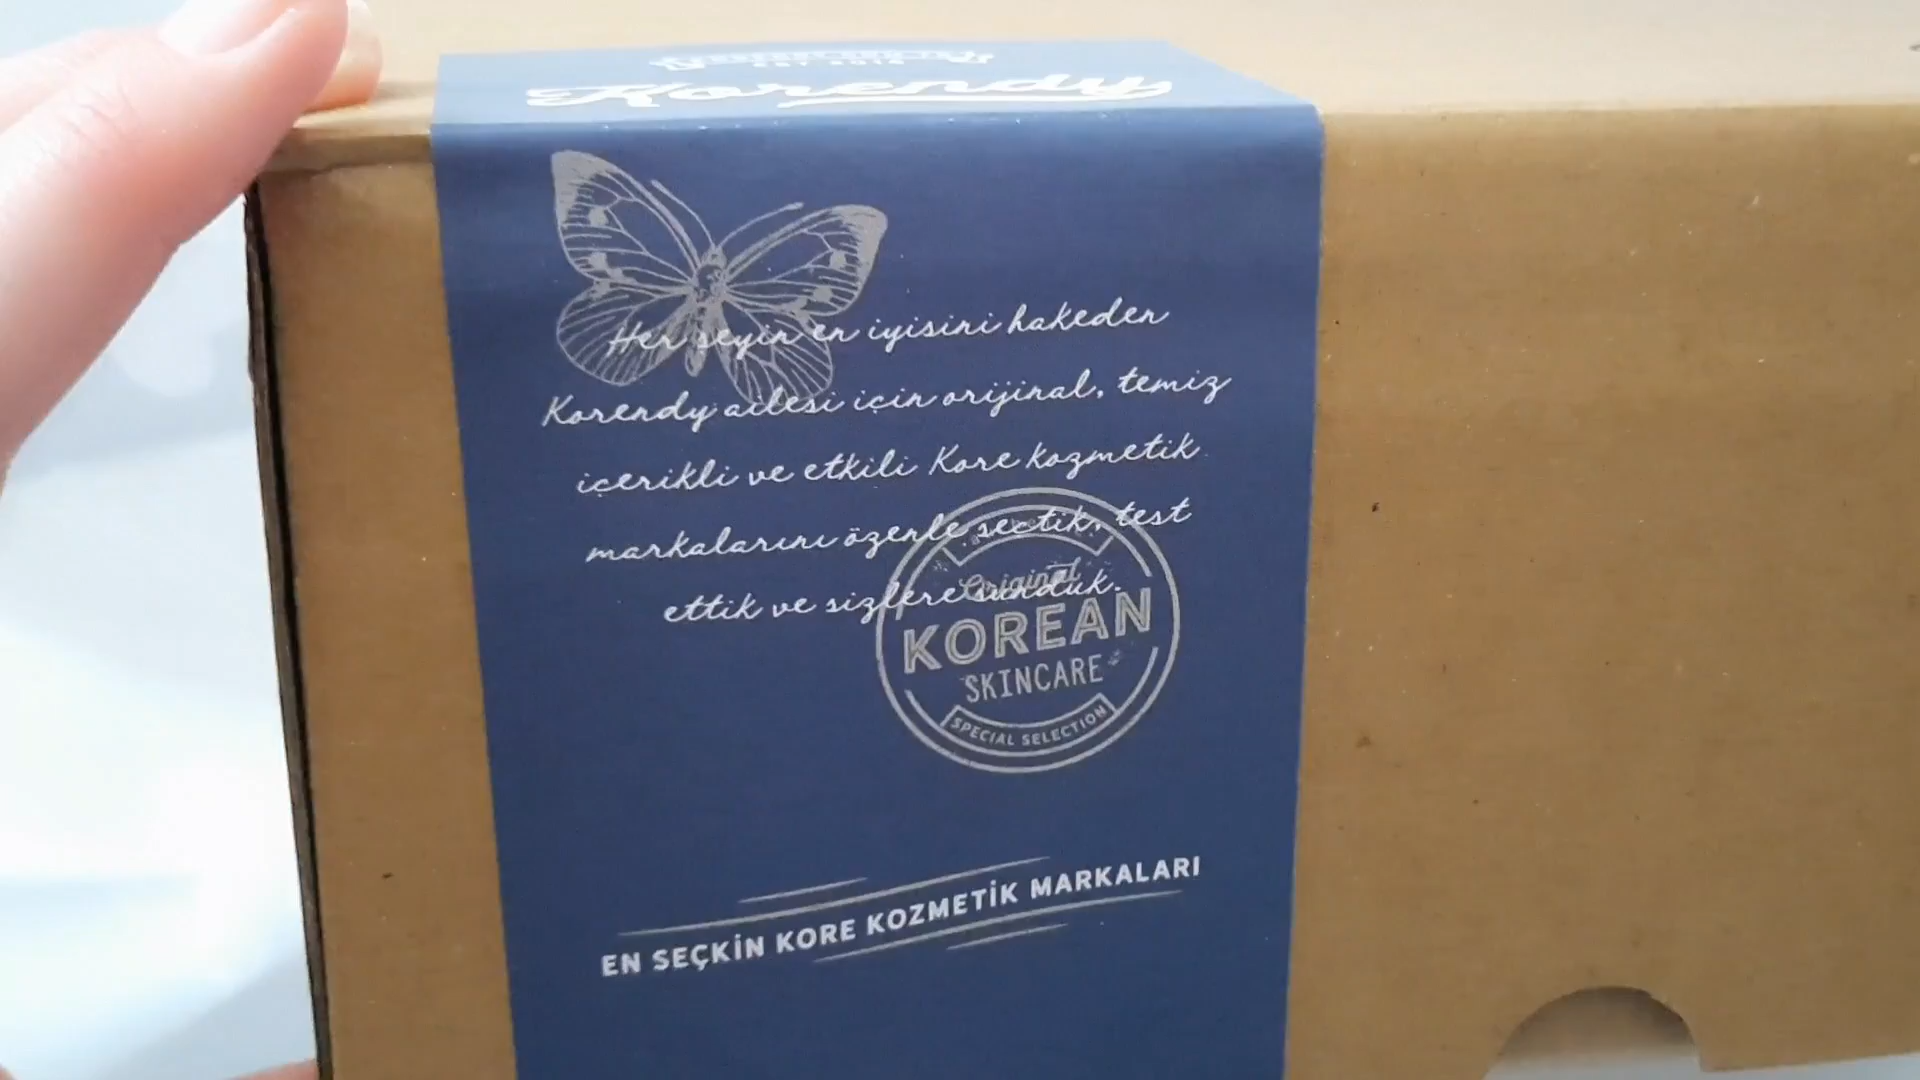 Korendy
Her şeyin en iyisini hakeden
Korendy ailesi için orijinal, temiz
içerikli ve etkili Kore kozmetik
markalarını özenle seçtik, test
ettik ve sizlere sunduk.
Original
KOREAN
SKINCARE
SPECIAL SELECTION
EN SEÇKİN KORE KOZMETİK MARKALARI